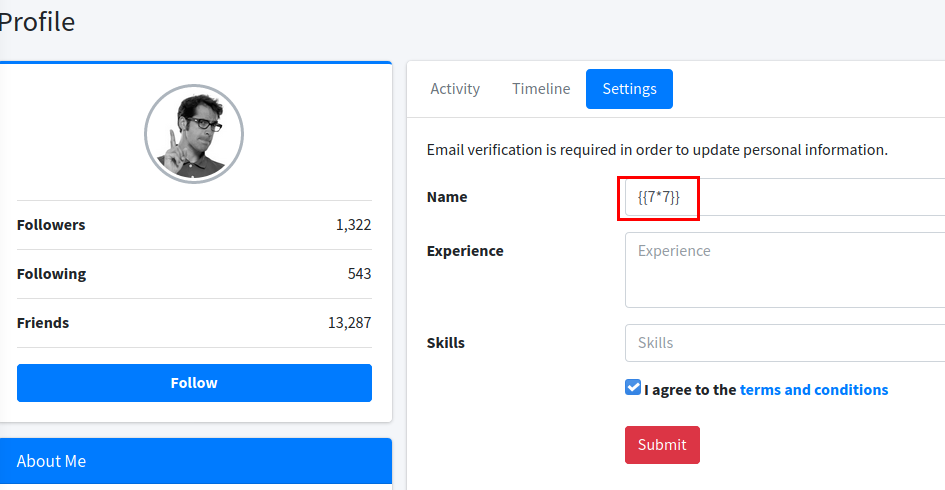 Profile
Followers 1,322
Following 543
Friends 13,287
Follow
About Me
Activity Timeline Settings
Email verification is required in order to update personal information.
Name {{7*7}}
Experience Experience
Skills Skills
I agree to the terms and conditions
Submit